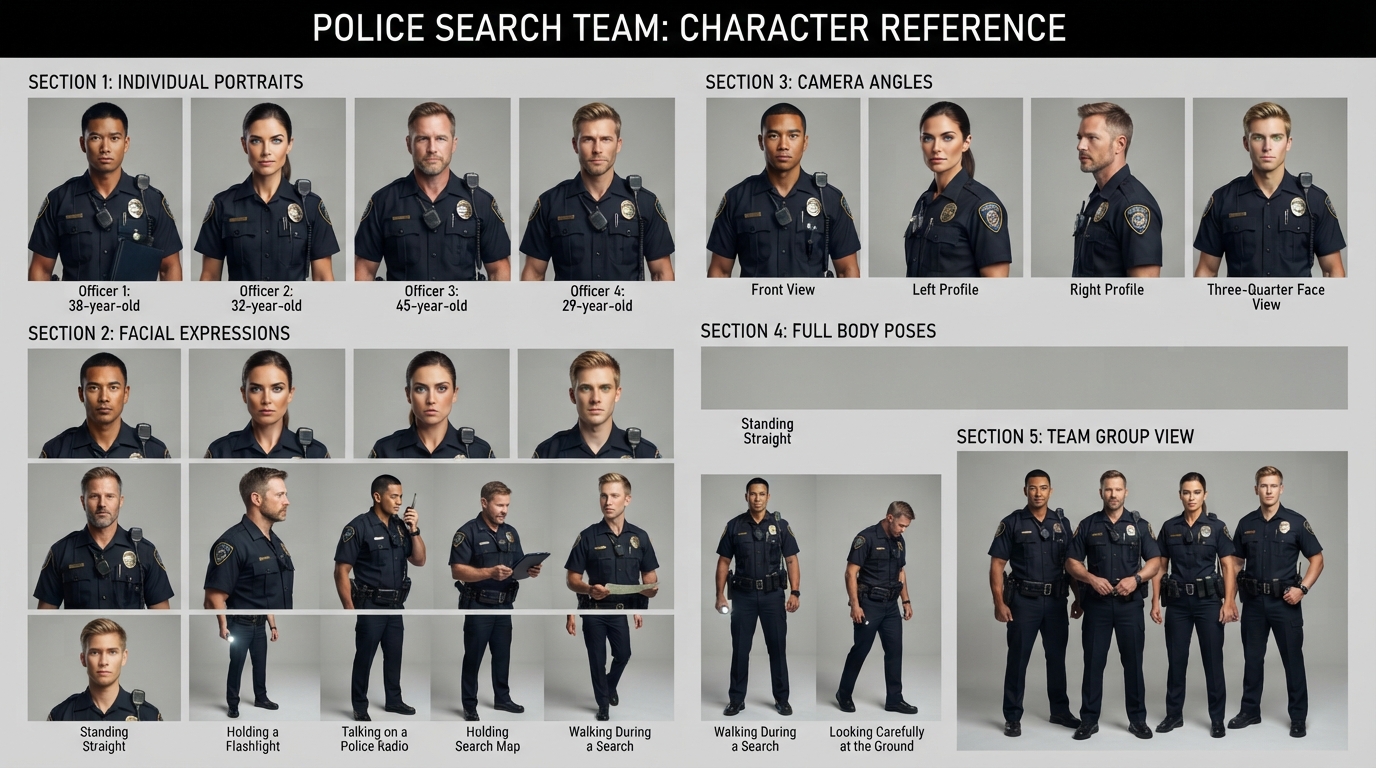 POLICE SEARCH TEAM: CHARACTER REFERENCE
SECTION 1: INDIVIDUAL PORTRAITS
Officer 1:
38-year-old
Officer 2:
32-year-old
Officer 3:
45-year-old
Officer 4:
29-year-old
SECTION 2: FACIAL EXPRESSIONS
Standing
Straight
Holding a
Flashlight
Talking on a
Police Radio
Holding
Search Map
Walking During
a Search
SECTION 3: CAMERA ANGLES
Front View
Left Profile
Right Profile
Three-Quarter Face
View
SECTION 4: FULL BODY POSES
Standing
Straight
Walking During
a Search
Looking Carefully
at the Ground
SECTION 5: TEAM GROUP VIEW